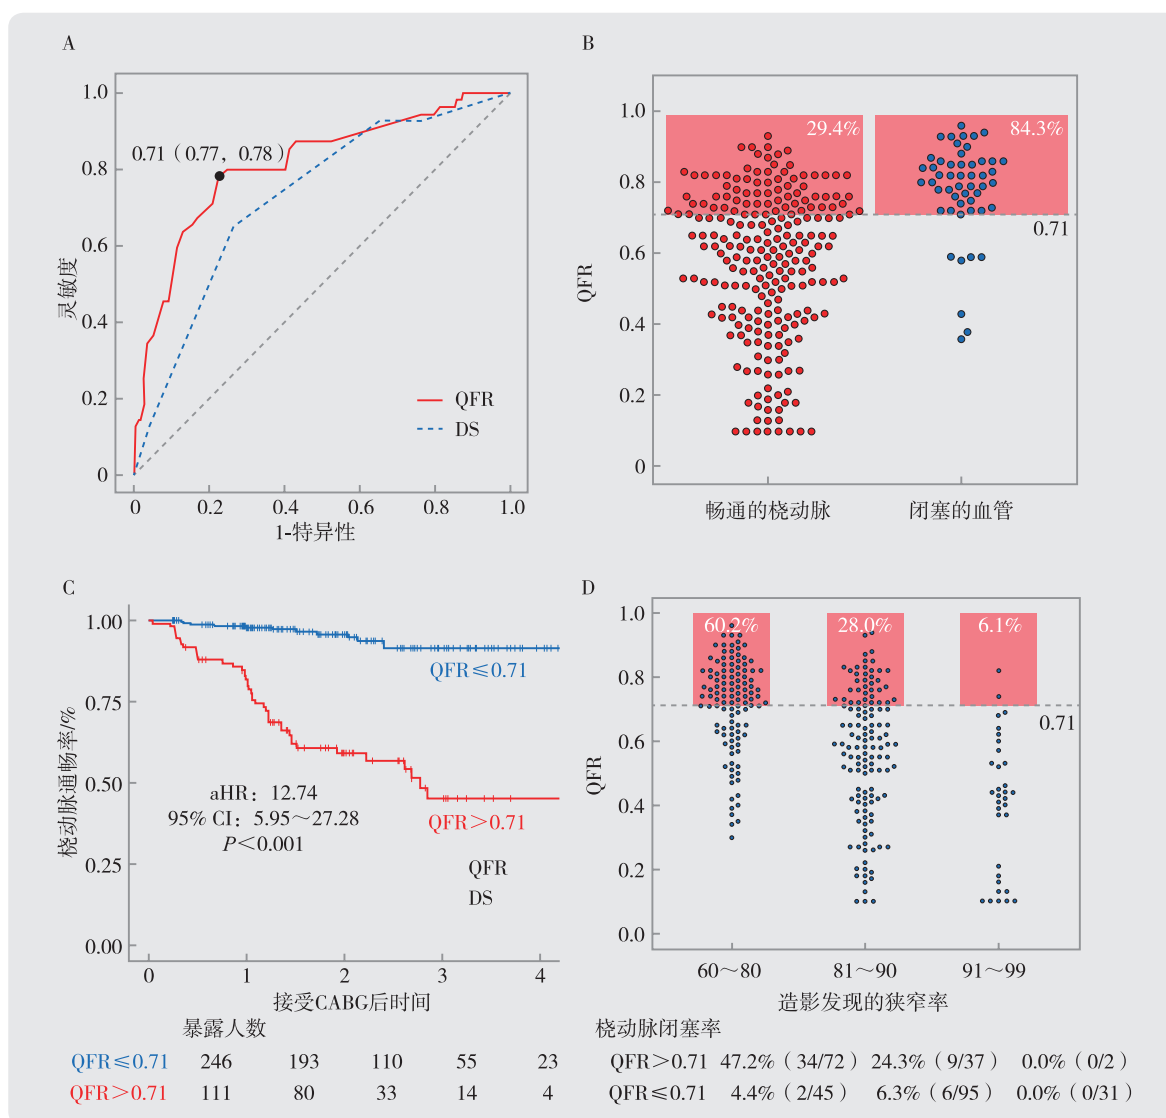 A
1.0
0.8
0.6
0.4
0.2
0
灵敏度
0.71（0.77，0.78）
QFR
DS
0 0.2 0.4 0.6 0.8 1.0
1-特异性
B
1.0
0.8
0.6
0.4
0.2
0
QFR
29.4%
84.3%
0.71
畅通的桡动脉 闭塞的血管
C
1.00
0.75
0.50
0.25
0.00
桡动脉通畅率/%
QFR≤0.71
aHR：12.74
95% CI：5.95～27.28
P＜0.001
QFR＞0.71
QFR
DS
0 1 2 3 4
接受CABG后时间
暴露人数
QFR≤0.71 246 193 110 55 23
QFR＞0.71 111 80 33 14 4
D
1.0
0.8
0.6
0.4
0.2
0.0
QFR
60.2% 28.0% 6.1%
0.71
60～80 81～90 91～99
造影发现的狭窄率
桡动脉闭塞率
QFR＞0.71 47.2%（34/72） 24.3%（9/37） 0.0%（0/2）
QFR≤0.71 4.4%（2/45） 6.3%（6/95） 0.0%（0/31）